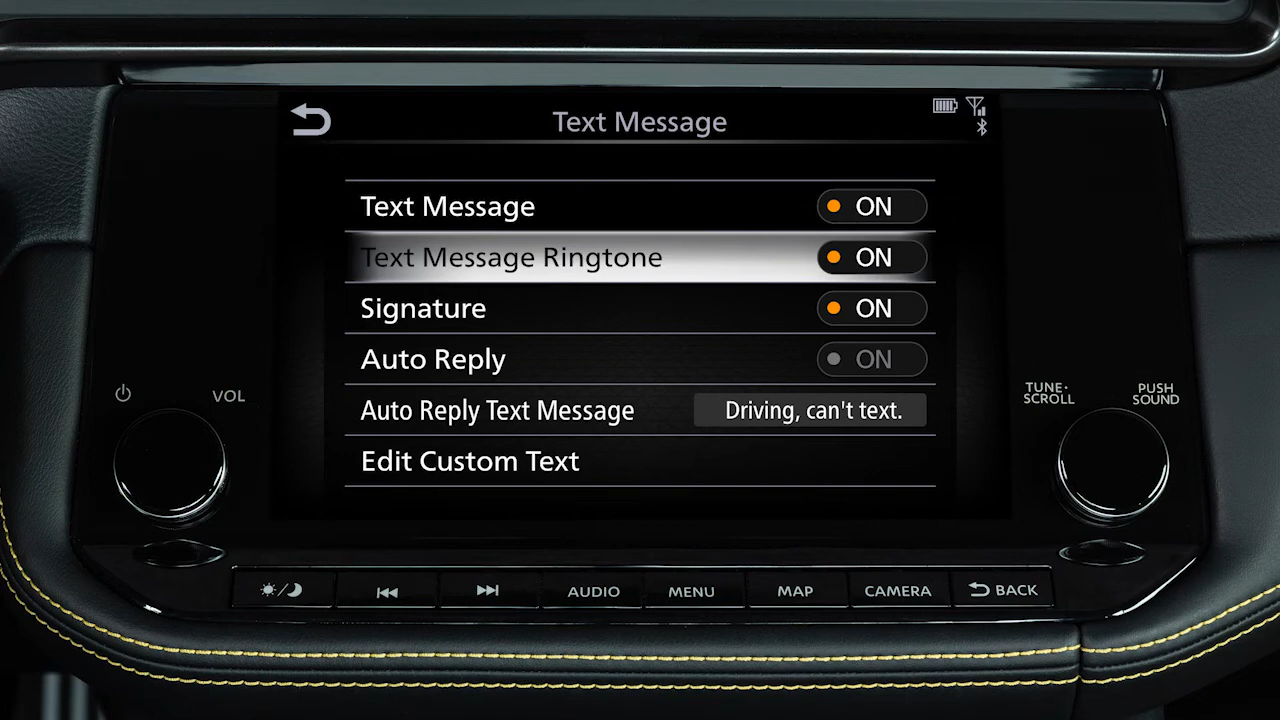 Text Message
Text Message ON
Text Message Ringtone ON
Signature ON
Auto Reply ON
Auto Reply Text Message Driving, can't text.
Edit Custom Text
VOL
TUNE·
SCROLL
PUSH
SOUND
AUDIO MENU MAP CAMERA BACK